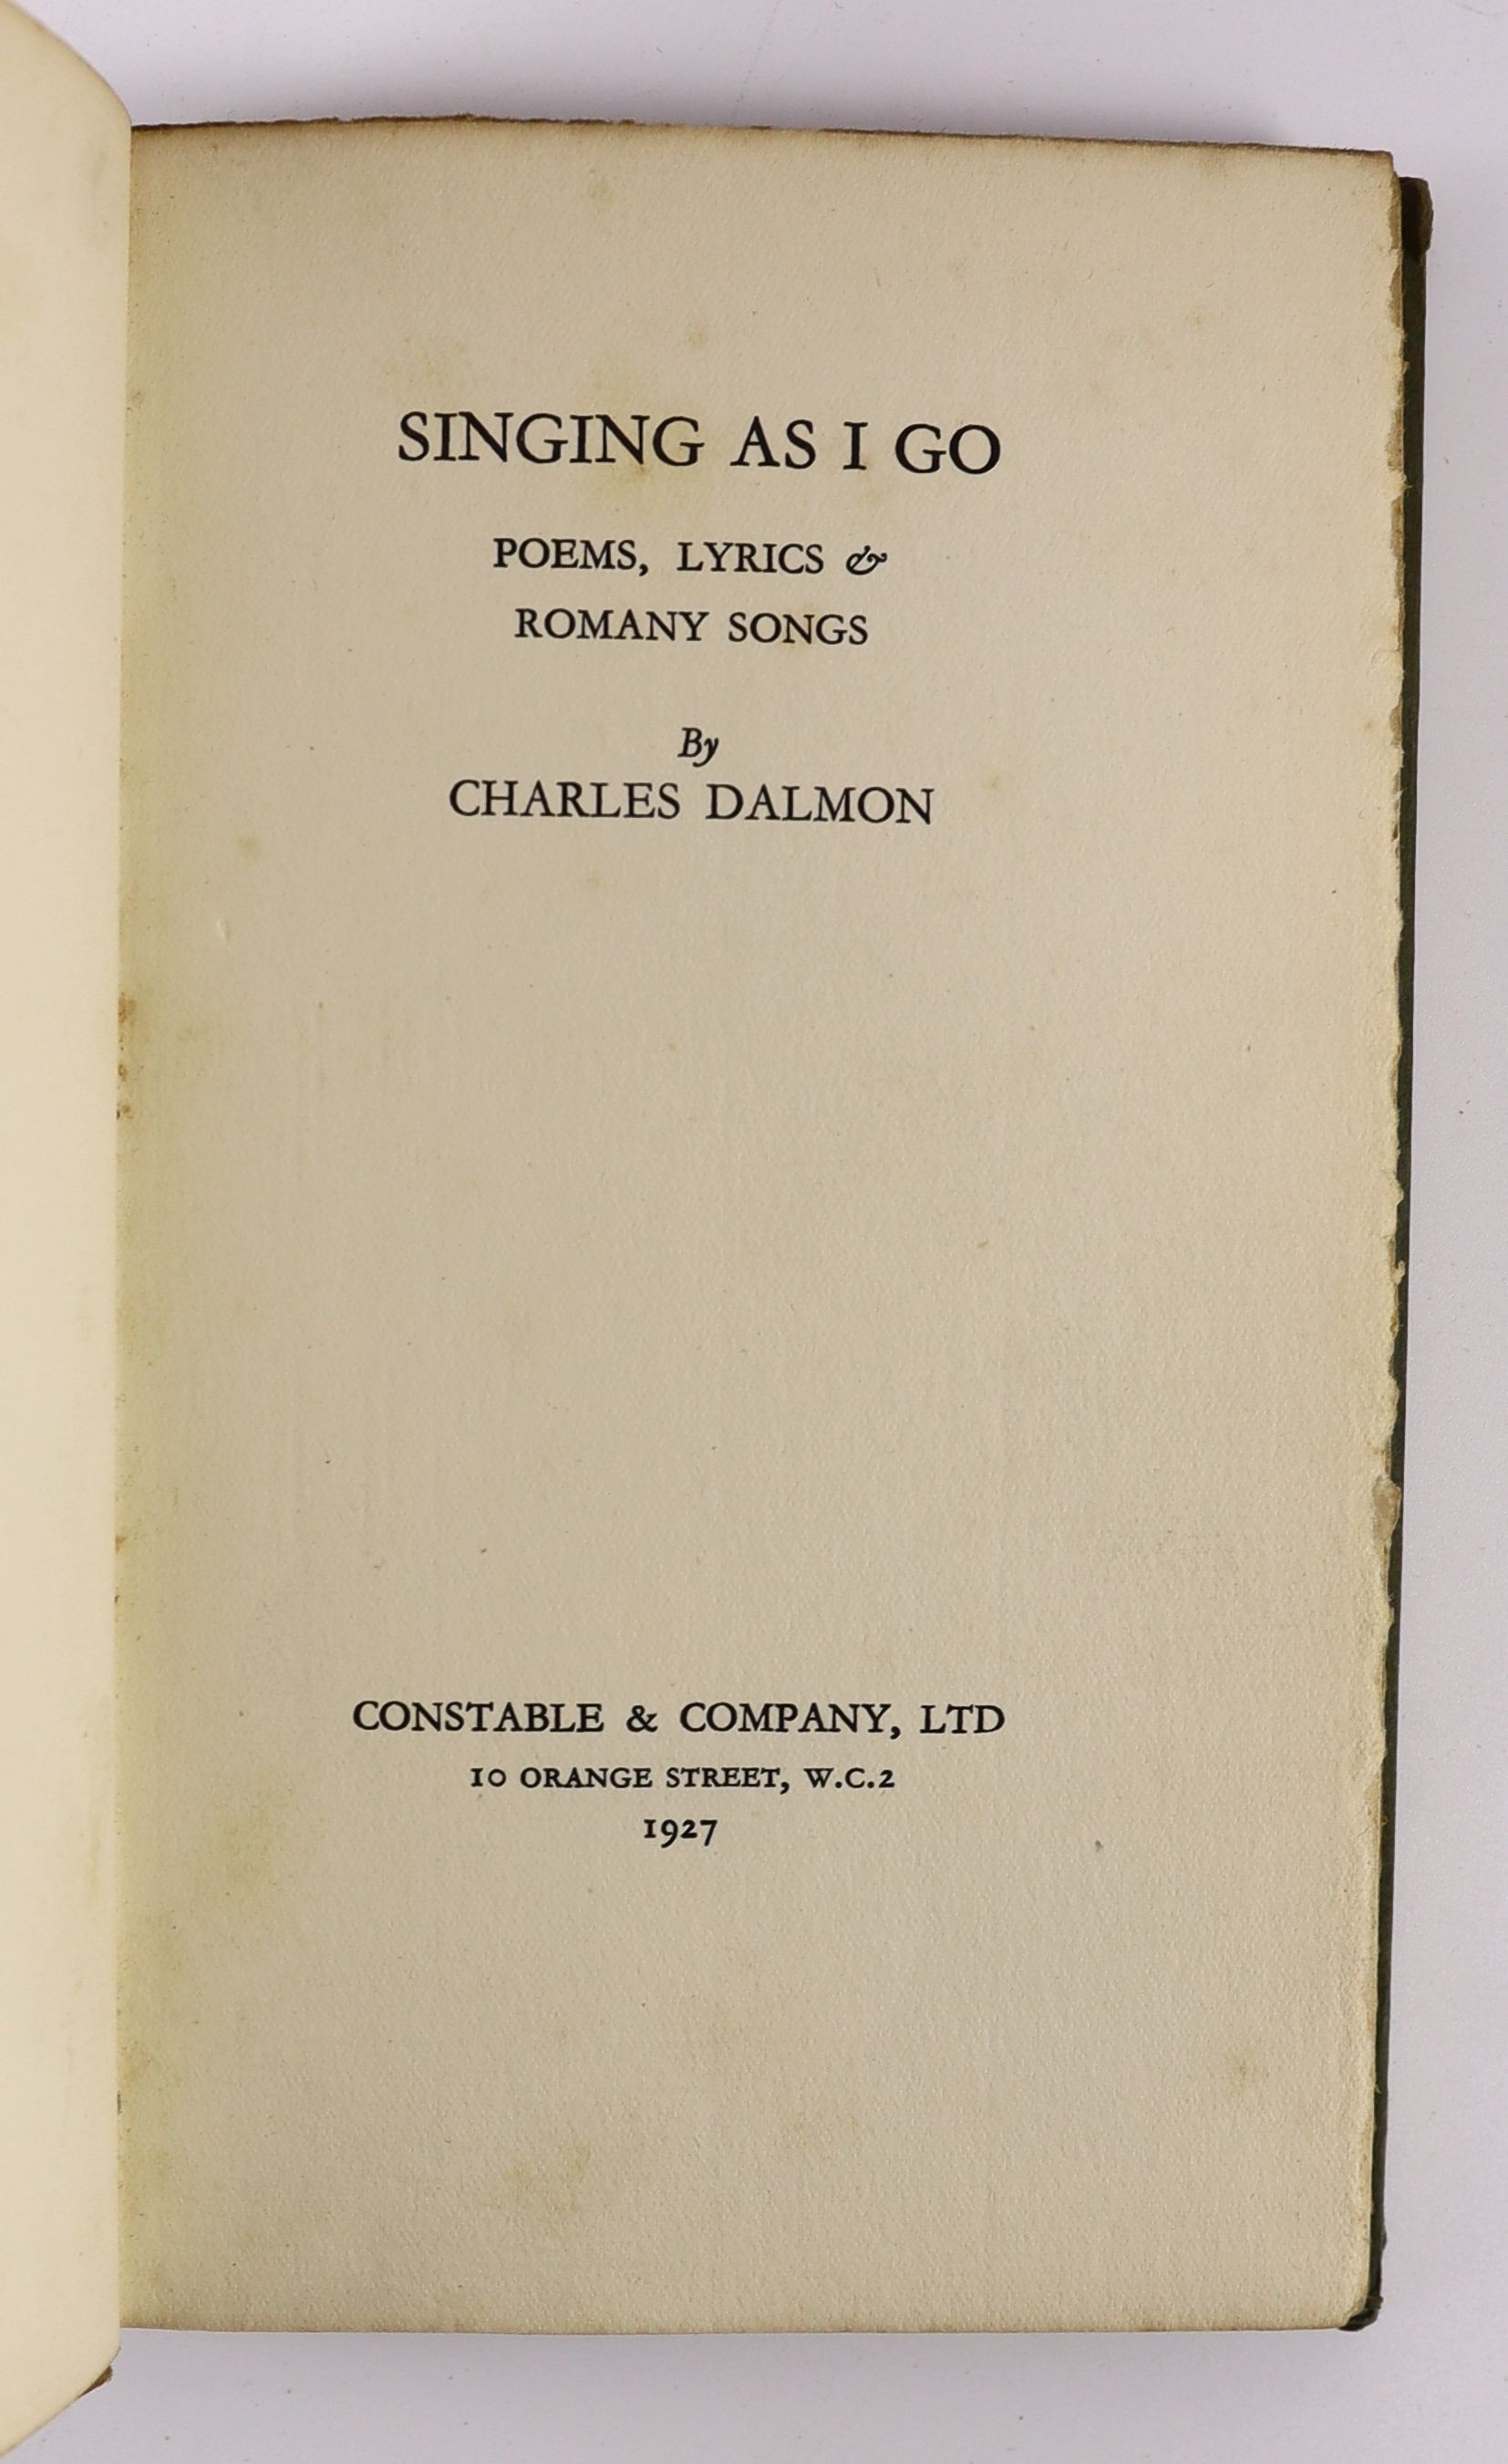 SINGING AS I GO
POEMS, LYRICS &
ROMANY SONGS
By
CHARLES DALMON
CONSTABLE & COMPANY, LTD
10 ORANGE STREET, W.C.2
1927